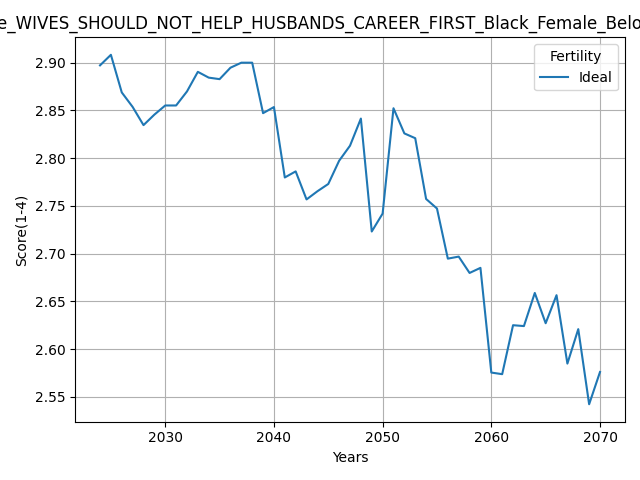 e_WIVES_SHOULD_NOT_HELP_HUSBANDS_CAREER_FIRST_Black_Female_Belo
Fertility
Ideal
Score(1-4)
2.90
2.85
2.80
2.75
2.70
2.65
2.60
2.55
2030 2040 2050 2060 2070
Years